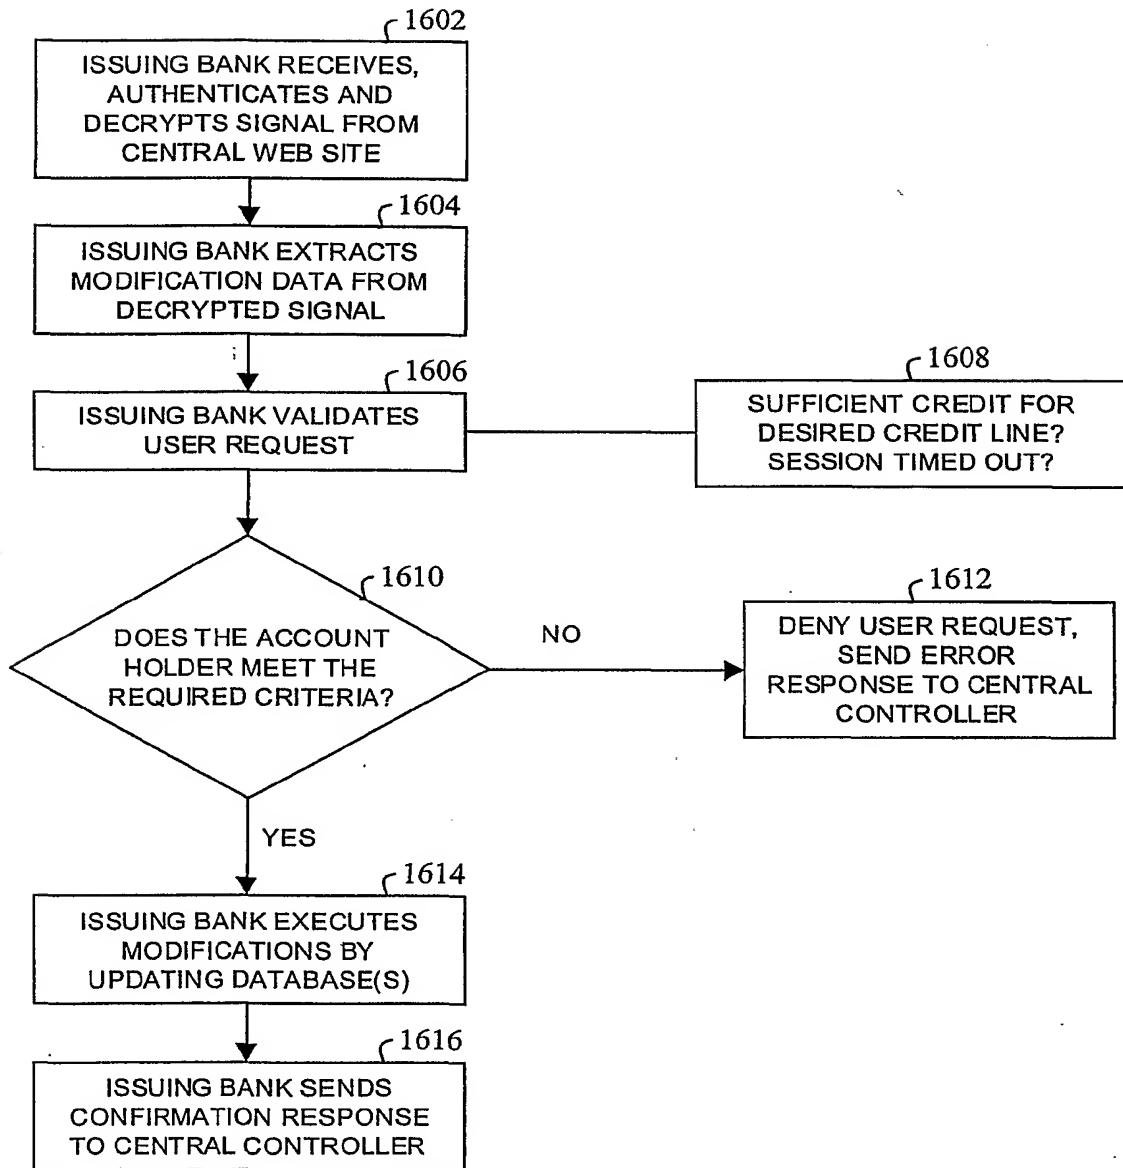 1602
ISSUING BANK RECEIVES,
AUTHENTICATES AND
DECRYPTS SIGNAL FROM
CENTRAL WEB SITE
1604
ISSUING BANK EXTRACTS
MODIFICATION DATA FROM
DECRYPTED SIGNAL
1606
ISSUING BANK VALIDATES
USER REQUEST
1608
SUFFICIENT CREDIT FOR
DESIRED CREDIT LINE?
SESSION TIMED OUT?
1610
DOES THE ACCOUNT
HOLDER MEET THE
REQUIRED CRITERIA?
NO
1612
DENY USER REQUEST,
SEND ERROR
RESPONSE TO CENTRAL
CONTROLLER
YES
1614
ISSUING BANK EXECUTES
MODIFICATIONS BY
UPDATING DATABASE(S)
1616
ISSUING BANK SENDS
CONFIRMATION RESPONSE
TO CENTRAL CONTROLLER